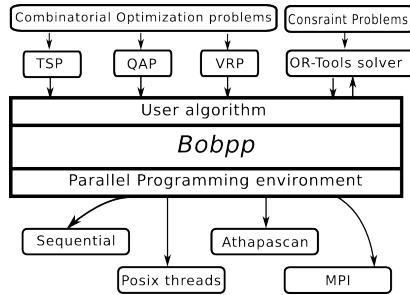 Combinatorial Optimization problems
Consraint Problems
TSP
QAP
VRP
OR-Tools solver
User algorithm
Bobpp
Parallel Programming environment
Sequential
Athapascan
Posix threads
MPI